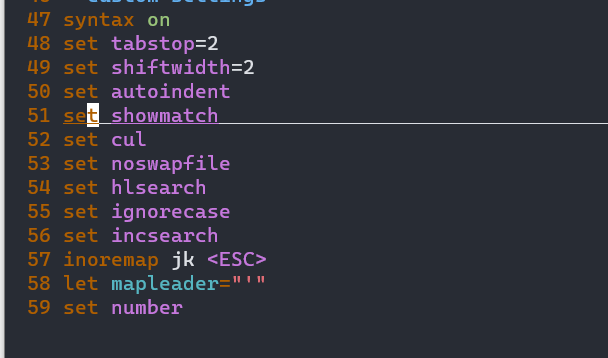 47 syntax on
48 set tabstop=2
49 set shiftwidth=2
50 set autoindent
51 set showmatch
52 set cul
53 set noswapfile
54 set hlsearch
55 set ignorecase
56 set incsearch
57 inoremap jk <ESC>
58 let mapleader="'"
59 set number